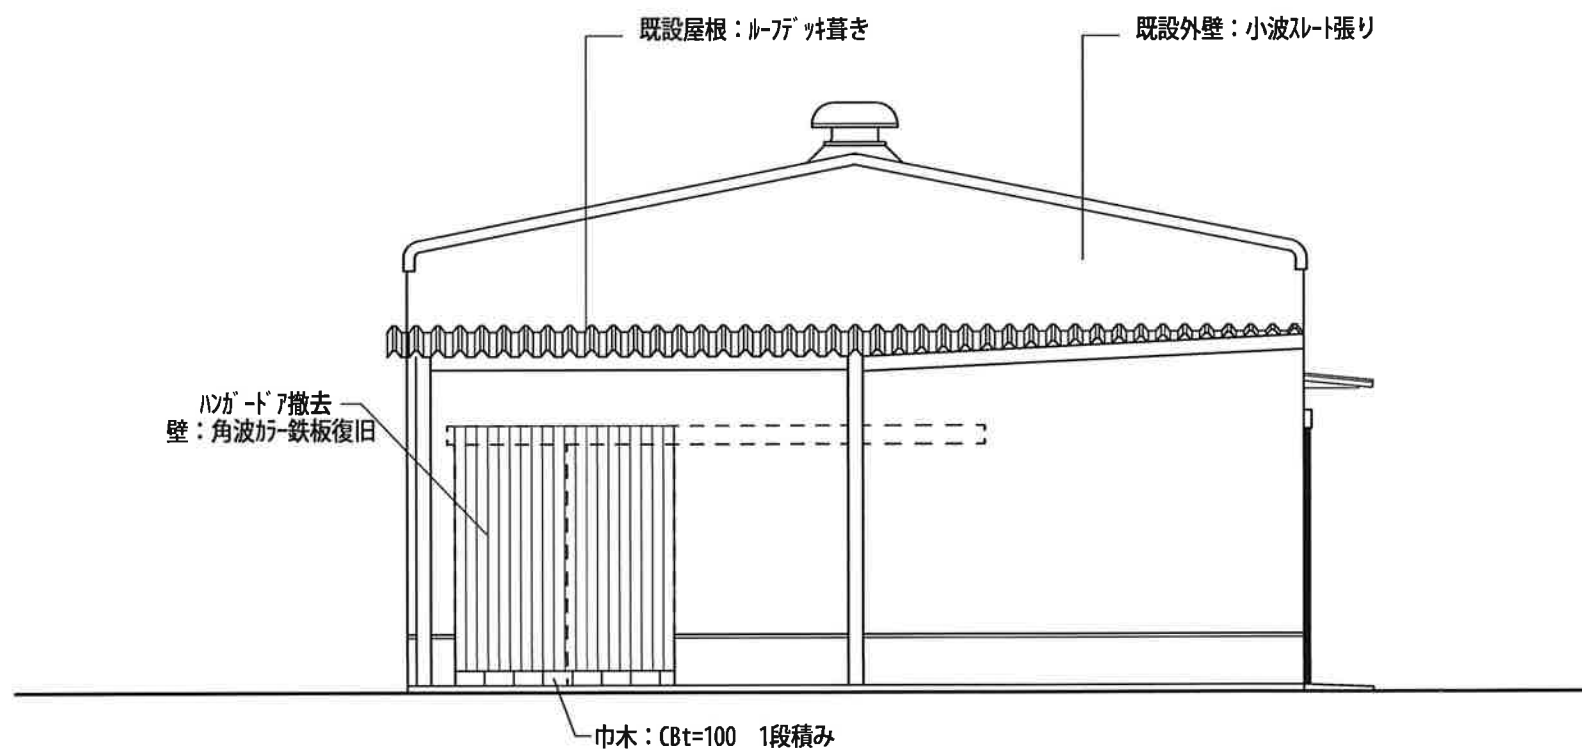 既設屋根：ﾙｰﾌﾃﾞｯｷ葺き
既設外壁：小波ｽﾚｰﾄ張り
ﾊﾝｶﾞｰﾄﾞｱ撤去
壁：角波ｶﾗｰ鉄板復旧
巾木：CBt=100　1段積み